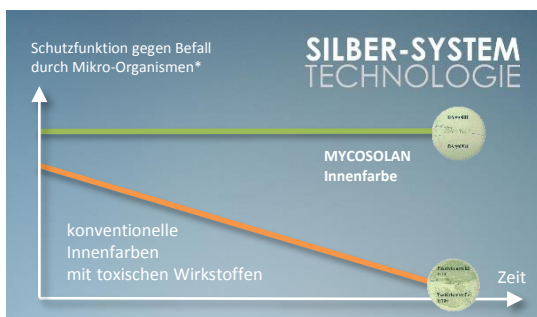 Schutzfunktion gegen Befall
durch Mikro-Organismen*
SILBER-SYSTEM
TECHNOLOGIE
MYCOSOLAN
Innenfarbe
konventionelle
Innenfarben
mit toxischen Wirkstoffen
Zeit